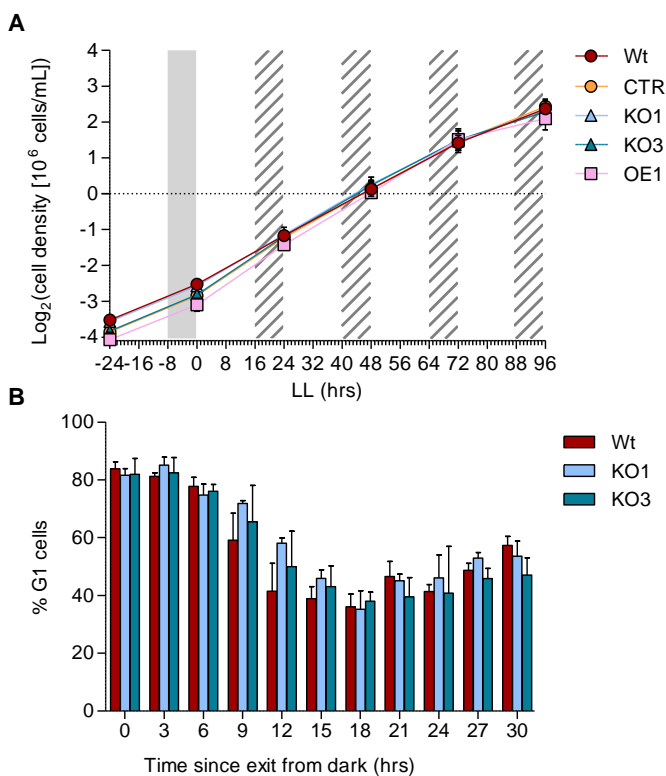 A
Log2(cell density [10^6 cells/mL])
4
3
2
1
0
-1
-2
-3
-4
-24 -16 -8 0 8 16 24 32 40 48 56 64 72 80 88 96
LL (hrs)
Wt
CTR
KO1
KO3
OE1
B
% G1 cells
100
80
60
40
20
0
0 3 6 9 12 15 18 21 24 27 30
Time since exit from dark (hrs)
Wt
KO1
KO3